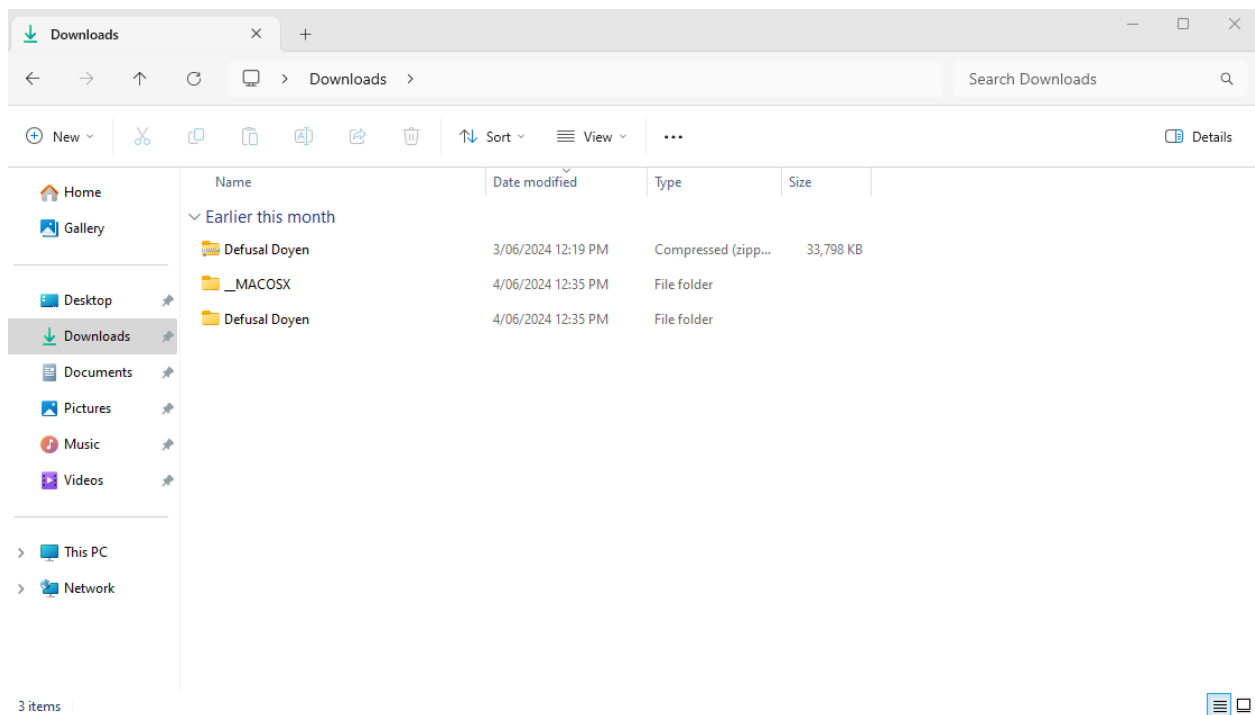 Downloads
Downloads
Search Downloads
New
Sort
View
Details
Home
Gallery
Desktop
Downloads
Documents
Pictures
Music
Videos
This PC
Network
Name Date modified Type Size
Earlier this month
Defusal Doyen 3/06/2024 12:19 PM Compressed (zipp... 33,798 KB
__MACOSX 4/06/2024 12:35 PM File folder
Defusal Doyen 4/06/2024 12:35 PM File folder
3 items